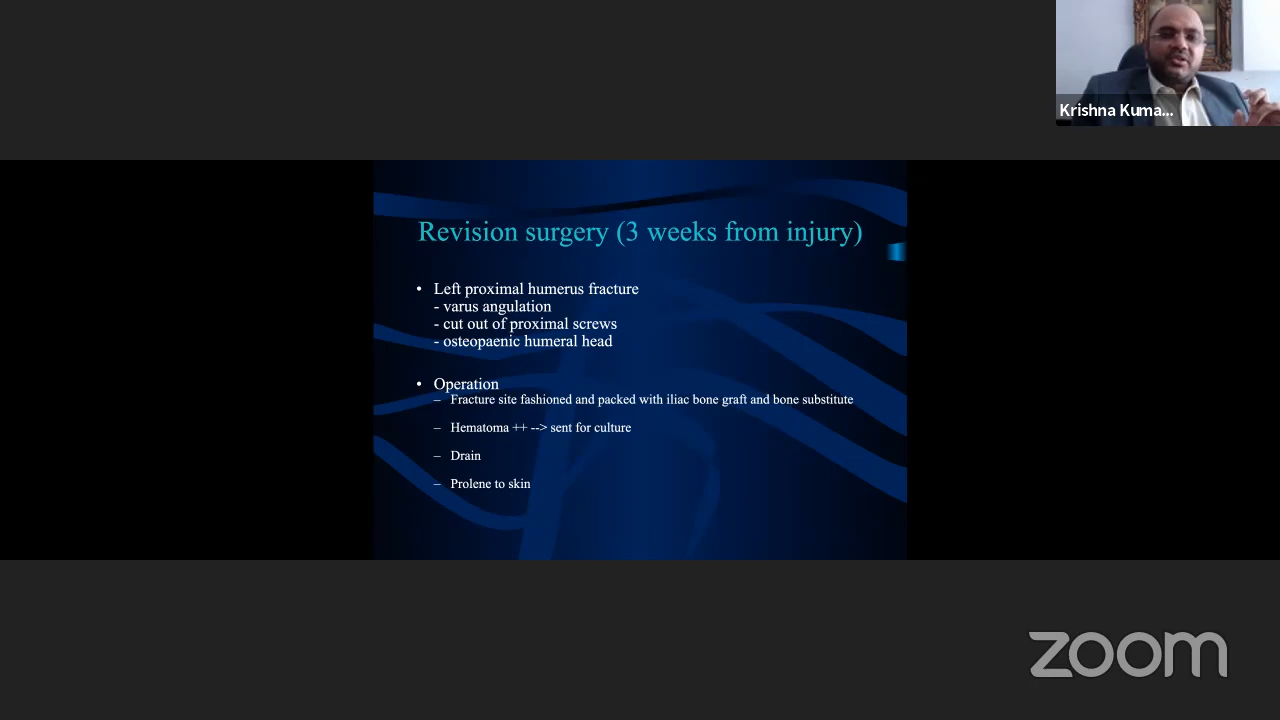 Krishna Kuma...
Revision surgery (3 weeks from injury)
• Left proximal humerus fracture
- varus angulation
- cut out of proximal screws
- osteopaenic humeral head
• Operation
– Fracture site fashioned and packed with iliac bone graft and bone substitute
– Hematoma ++ --> sent for culture
– Drain
– Prolene to skin
zoom